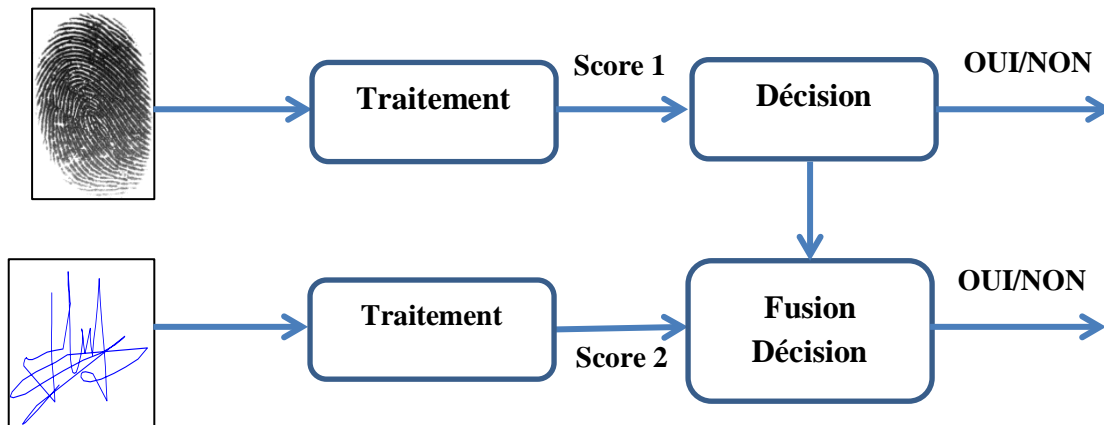 Score 1
OUI/NON
Traitement
Décision
OUI/NON
Traitement
Fusion
Décision
Score 2